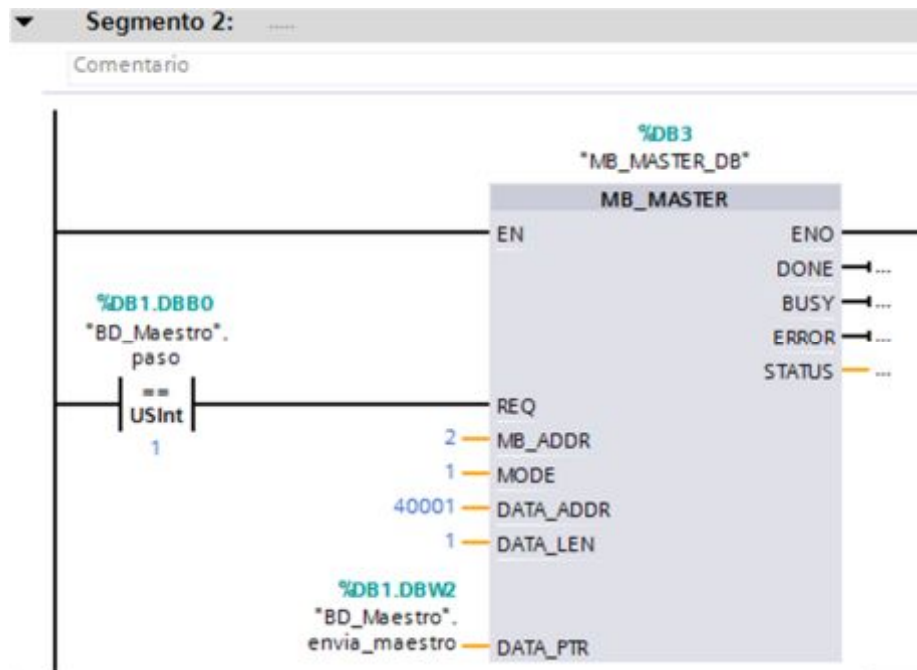 Segmento 2: .....
Comentario
%DB3
"MB_MASTER_DB"
MB_MASTER
EN
ENO
DONE ...
BUSY ...
ERROR ...
STATUS ...
%DB1.DBB0
"BD_Maestro".
paso
==
USInt
1
REQ
2 MB_ADDR
1 MODE
40001 DATA_ADDR
1 DATA_LEN
%DB1.DBW2
"BD_Maestro".
envia_maestro DATA_PTR